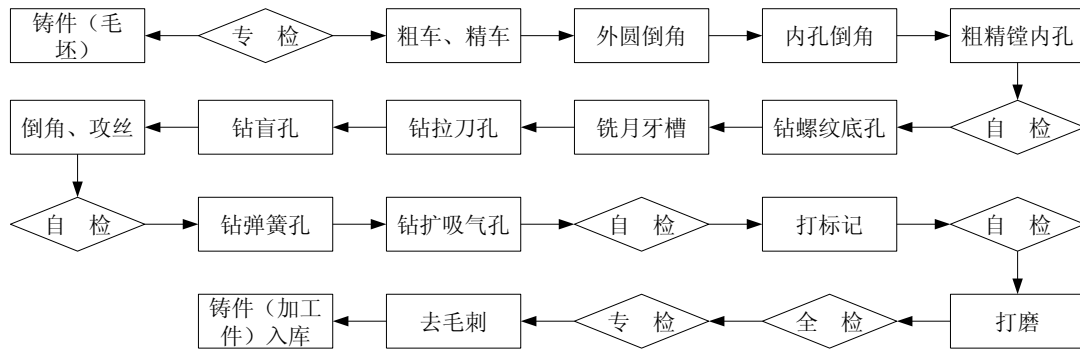 铸件（毛
坯）
专 检
粗车、精车
外圆倒角
内孔倒角
粗精镗内孔
自 检
钻螺纹底孔
铣月牙槽
钻拉刀孔
钻盲孔
倒角、攻丝
自 检
钻弹簧孔
钻扩吸气孔
自 检
打标记
自 检
打磨
全 检
专 检
去毛刺
铸件（加工
件）入库